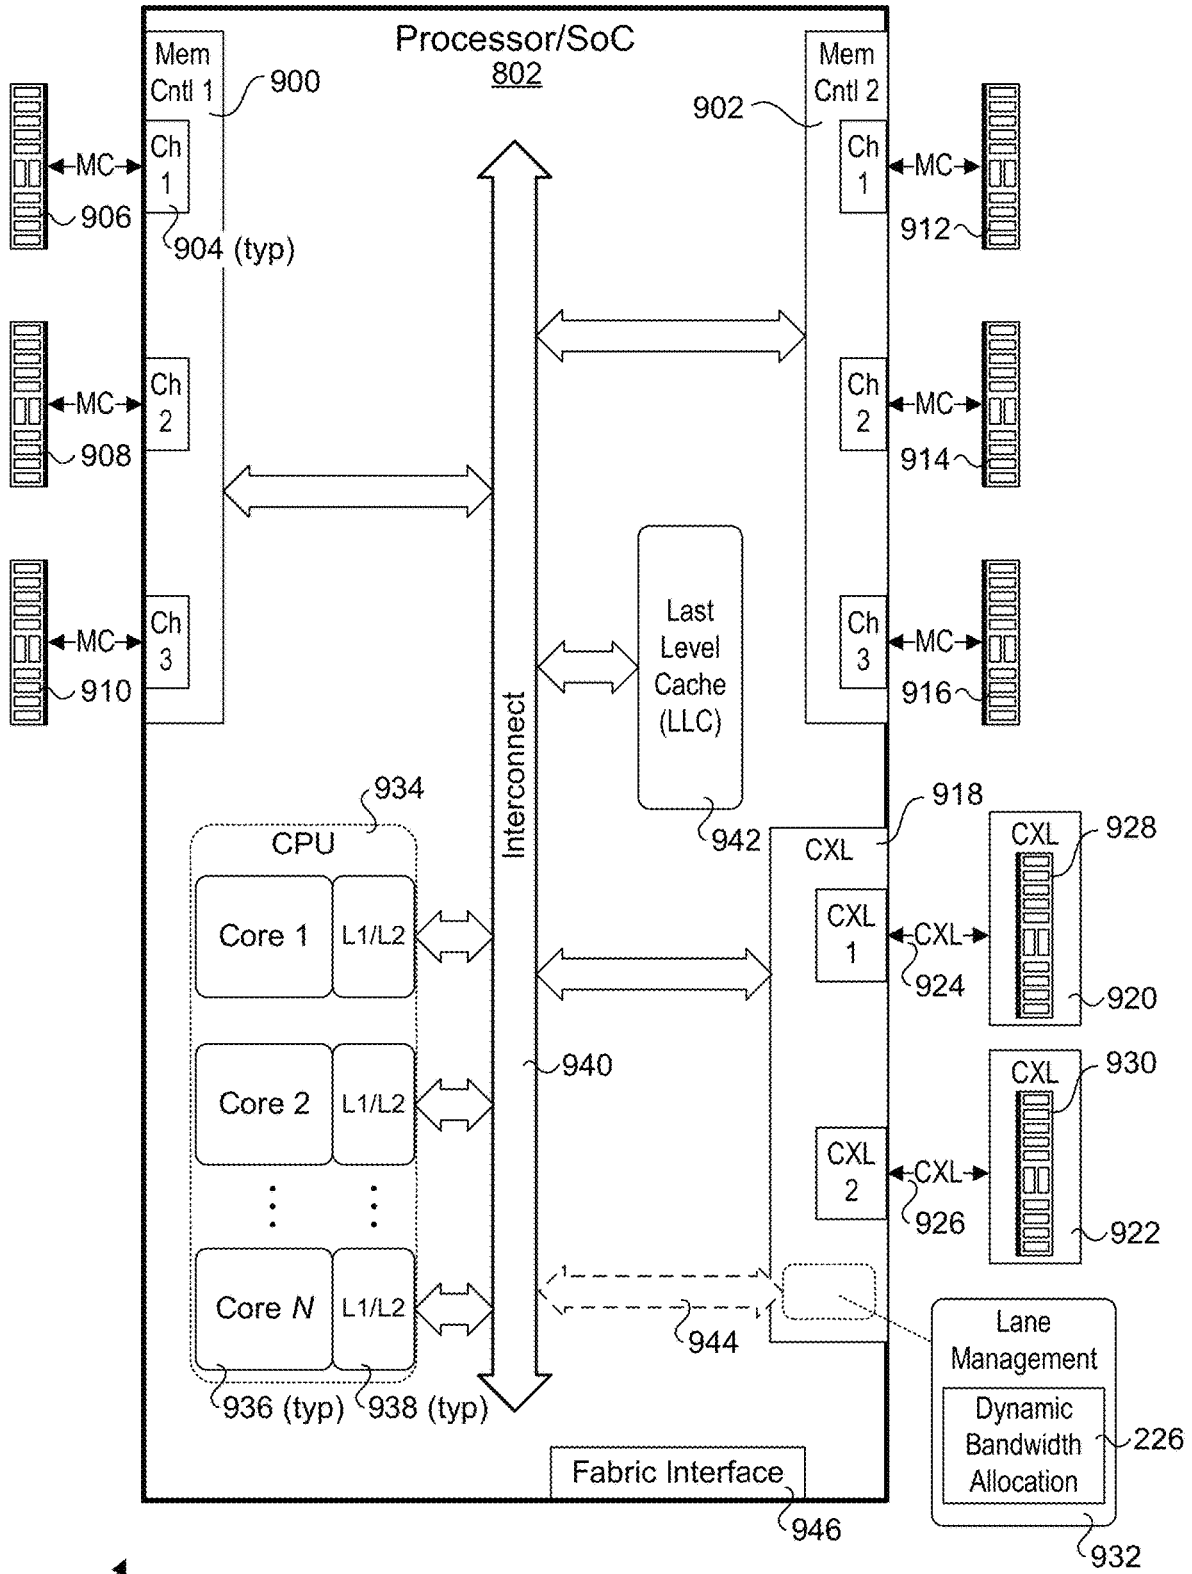 Processor/SoC
802
Mem
Cntl 1
900
Mem
Cntl 2
902
Ch
1
MC
906
904 (typ)
Ch
1
MC
912
Ch
2
MC
908
Ch
2
MC
914
Ch
3
MC
910
Ch
3
MC
916
Last
Level
Cache
(LLC)
942
Interconnect
940
934
CPU
Core 1
L1/L2
Core 2
L1/L2
Core N
L1/L2
936 (typ)
938 (typ)
918
CXL
CXL
1
CXL
924
CXL
928
920
CXL
2
CXL
926
CXL
930
922
944
Lane
Management
Dynamic
Bandwidth
Allocation
226
932
Fabric Interface
946